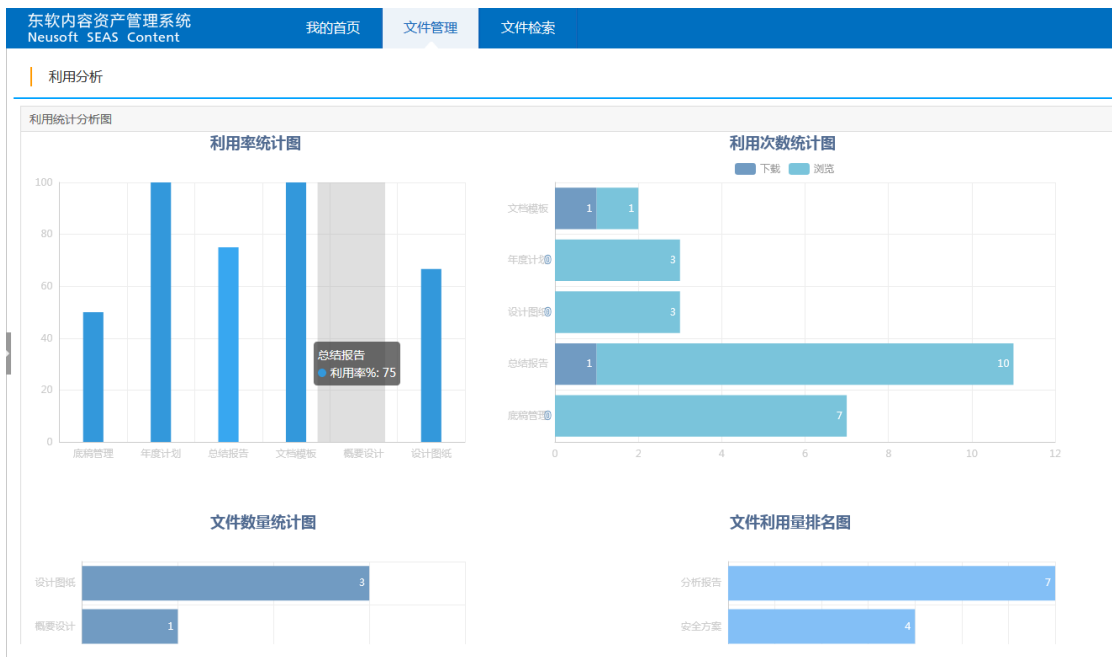 东软内容资产管理系统
Neusoft SEAS Content
我的首页 文件管理 文件检索
利用分析
利用统计分析图
利用率统计图
100
80
60
40
20
0
底稿管理 年度计划 总结报告 文档模板 概要设计 设计图纸
总结报告
利用率%: 75
利用次数统计图
下载 浏览
文档模板 1 1
年度计划 0 3
设计图纸 0 3
总结报告 1 10
底稿管理 0 7
0 2 4 6 8 10 12
文件数量统计图
设计图纸 3
概要设计 1
文件利用量排名图
分析报告 7
安全方案 4